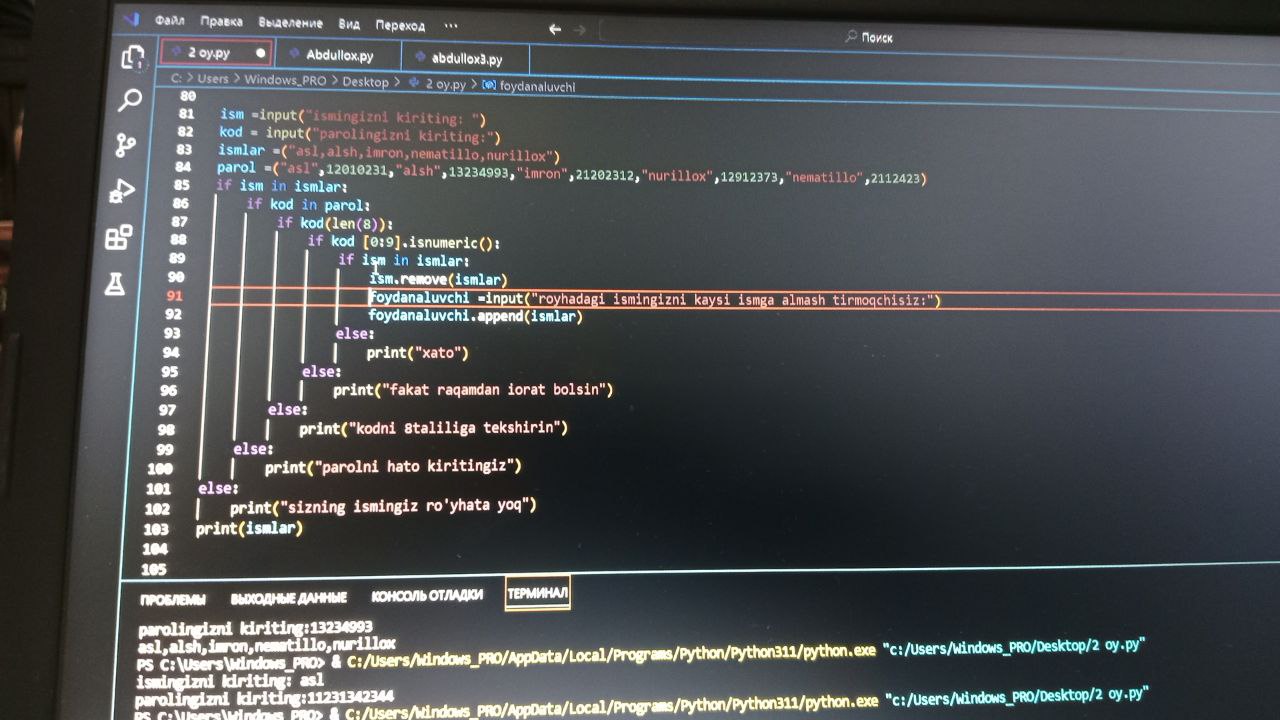 Файл Правка Выделение Вид Переход ... Поиск
2 oy.py Abdullox.py abdullox3.py
C: > Users > Windows_PRO > Desktop > 2 oy.py > foydanaluvchi
80
81 ism =input("ismingizni kiriting: ")
82 kod = input("parolingizni kiriting:")
83 ismlar =("asl,alsh,imron,nematillo,nurillox")
84 parol =("asl",12010231,"alsh",13234993,"imron",21202312,"nurillox",12912373,"nematillo",2112423)
85 if ism in ismlar:
86 if kod in parol:
87 if kod(len(8)):
88 if kod [0:9].isnumeric():
89 if ism in ismlar:
90 ism.remove(ismlar)
91 foydanaluvchi =input("royhadagi ismingizni kaysi ismga almash tirmoqchisiz:")
92 foydanaluvchi.append(ismlar)
93 else:
94 print("xato")
95 else:
96 print("fakat raqamdan iorat bolsin")
97 else:
98 print("kodni 8taliliga tekshirin")
99 else:
100 print("parolni hato kiritingiz")
101 else:
102 print("sizning ismingiz ro'yhata yoq")
103 print(ismlar)
104
105
ПРОБЛЕМЫ ВЫХОДНЫЕ ДАННЫЕ КОНСОЛЬ ОТЛАДКИ ТЕРМИНАЛ
parolingizni kiriting:13234993
asl,alsh,imron,nematillo,nurillox
PS C:\Users\Windows_PRO> & C:/Users/Windows_PRO/AppData/Local/Programs/Python/Python311/python.exe "c:/Users/Windows_PRO/Desktop/2 oy.py"
ismingizni kiriting: asl
parolingizni kiriting:11231342344
PS C:\Users\Windows_PRO> & C:/Users/Windows_PRO/AppData/Local/Programs/Python/Python311/python.exe "c:/Users/Windows_PRO/Desktop/2 oy.py"